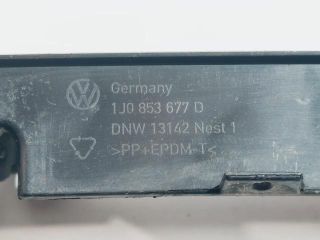 Germany
1J0 853 677 D
DNW 13142 Nest 1
>PP+EPDM-T<